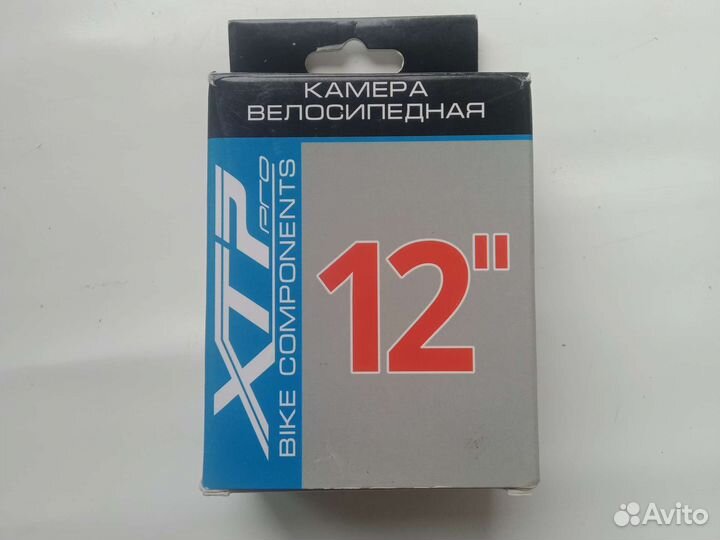 КАМЕРА
ВЕЛОСИПЕДНАЯ
XTP pro
BIKE COMPONENTS
12"
Avito